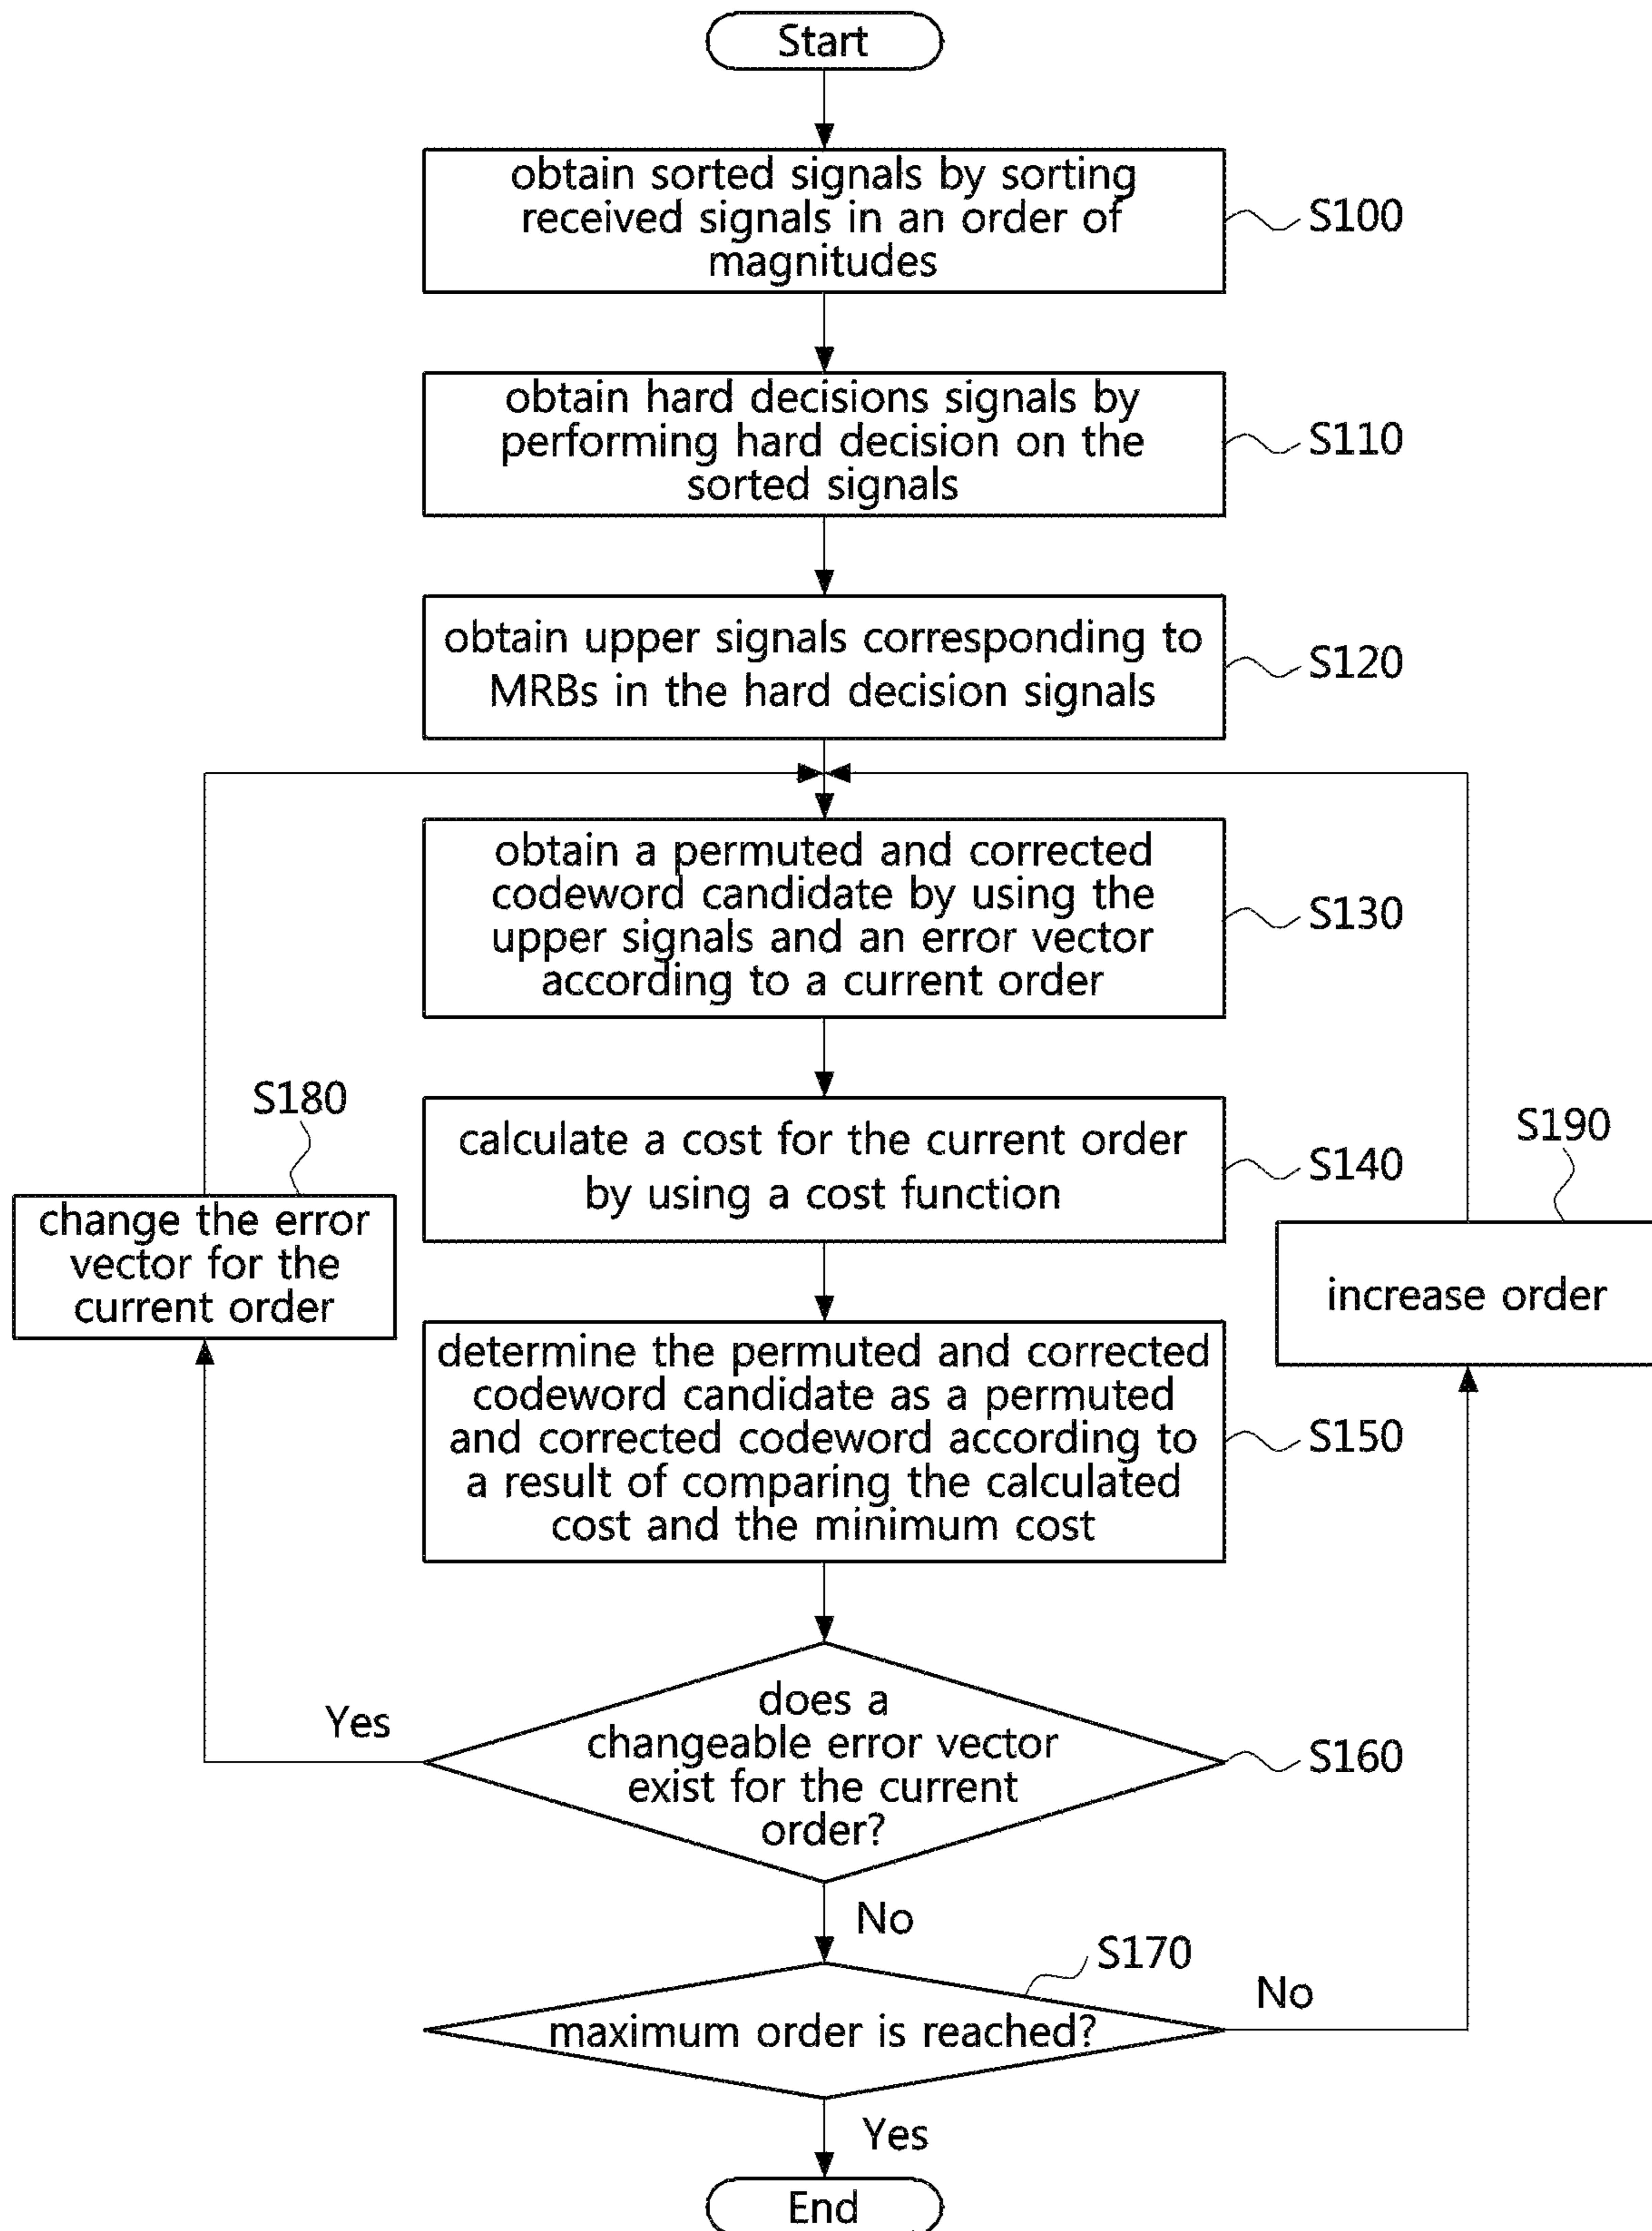 Start
obtain sorted signals by sorting
received signals in an order of
magnitudes
S100
obtain hard decisions signals by
performing hard decision on the
sorted signals
S110
obtain upper signals corresponding to
MRBs in the hard decision signals
S120
obtain a permuted and corrected
codeword candidate by using the
upper signals and an error vector
according to a current order
S130
calculate a cost for the current order
by using a cost function
S140
S180
change the error
vector for the
current order
S190
increase order
determine the permuted and corrected
codeword candidate as a permuted
and corrected codeword according to
a result of comparing the calculated
cost and the minimum cost
S150
does a
changeable error vector
exist for the current
order?
S160
Yes
No
S170
maximum order is reached?
No
Yes
End